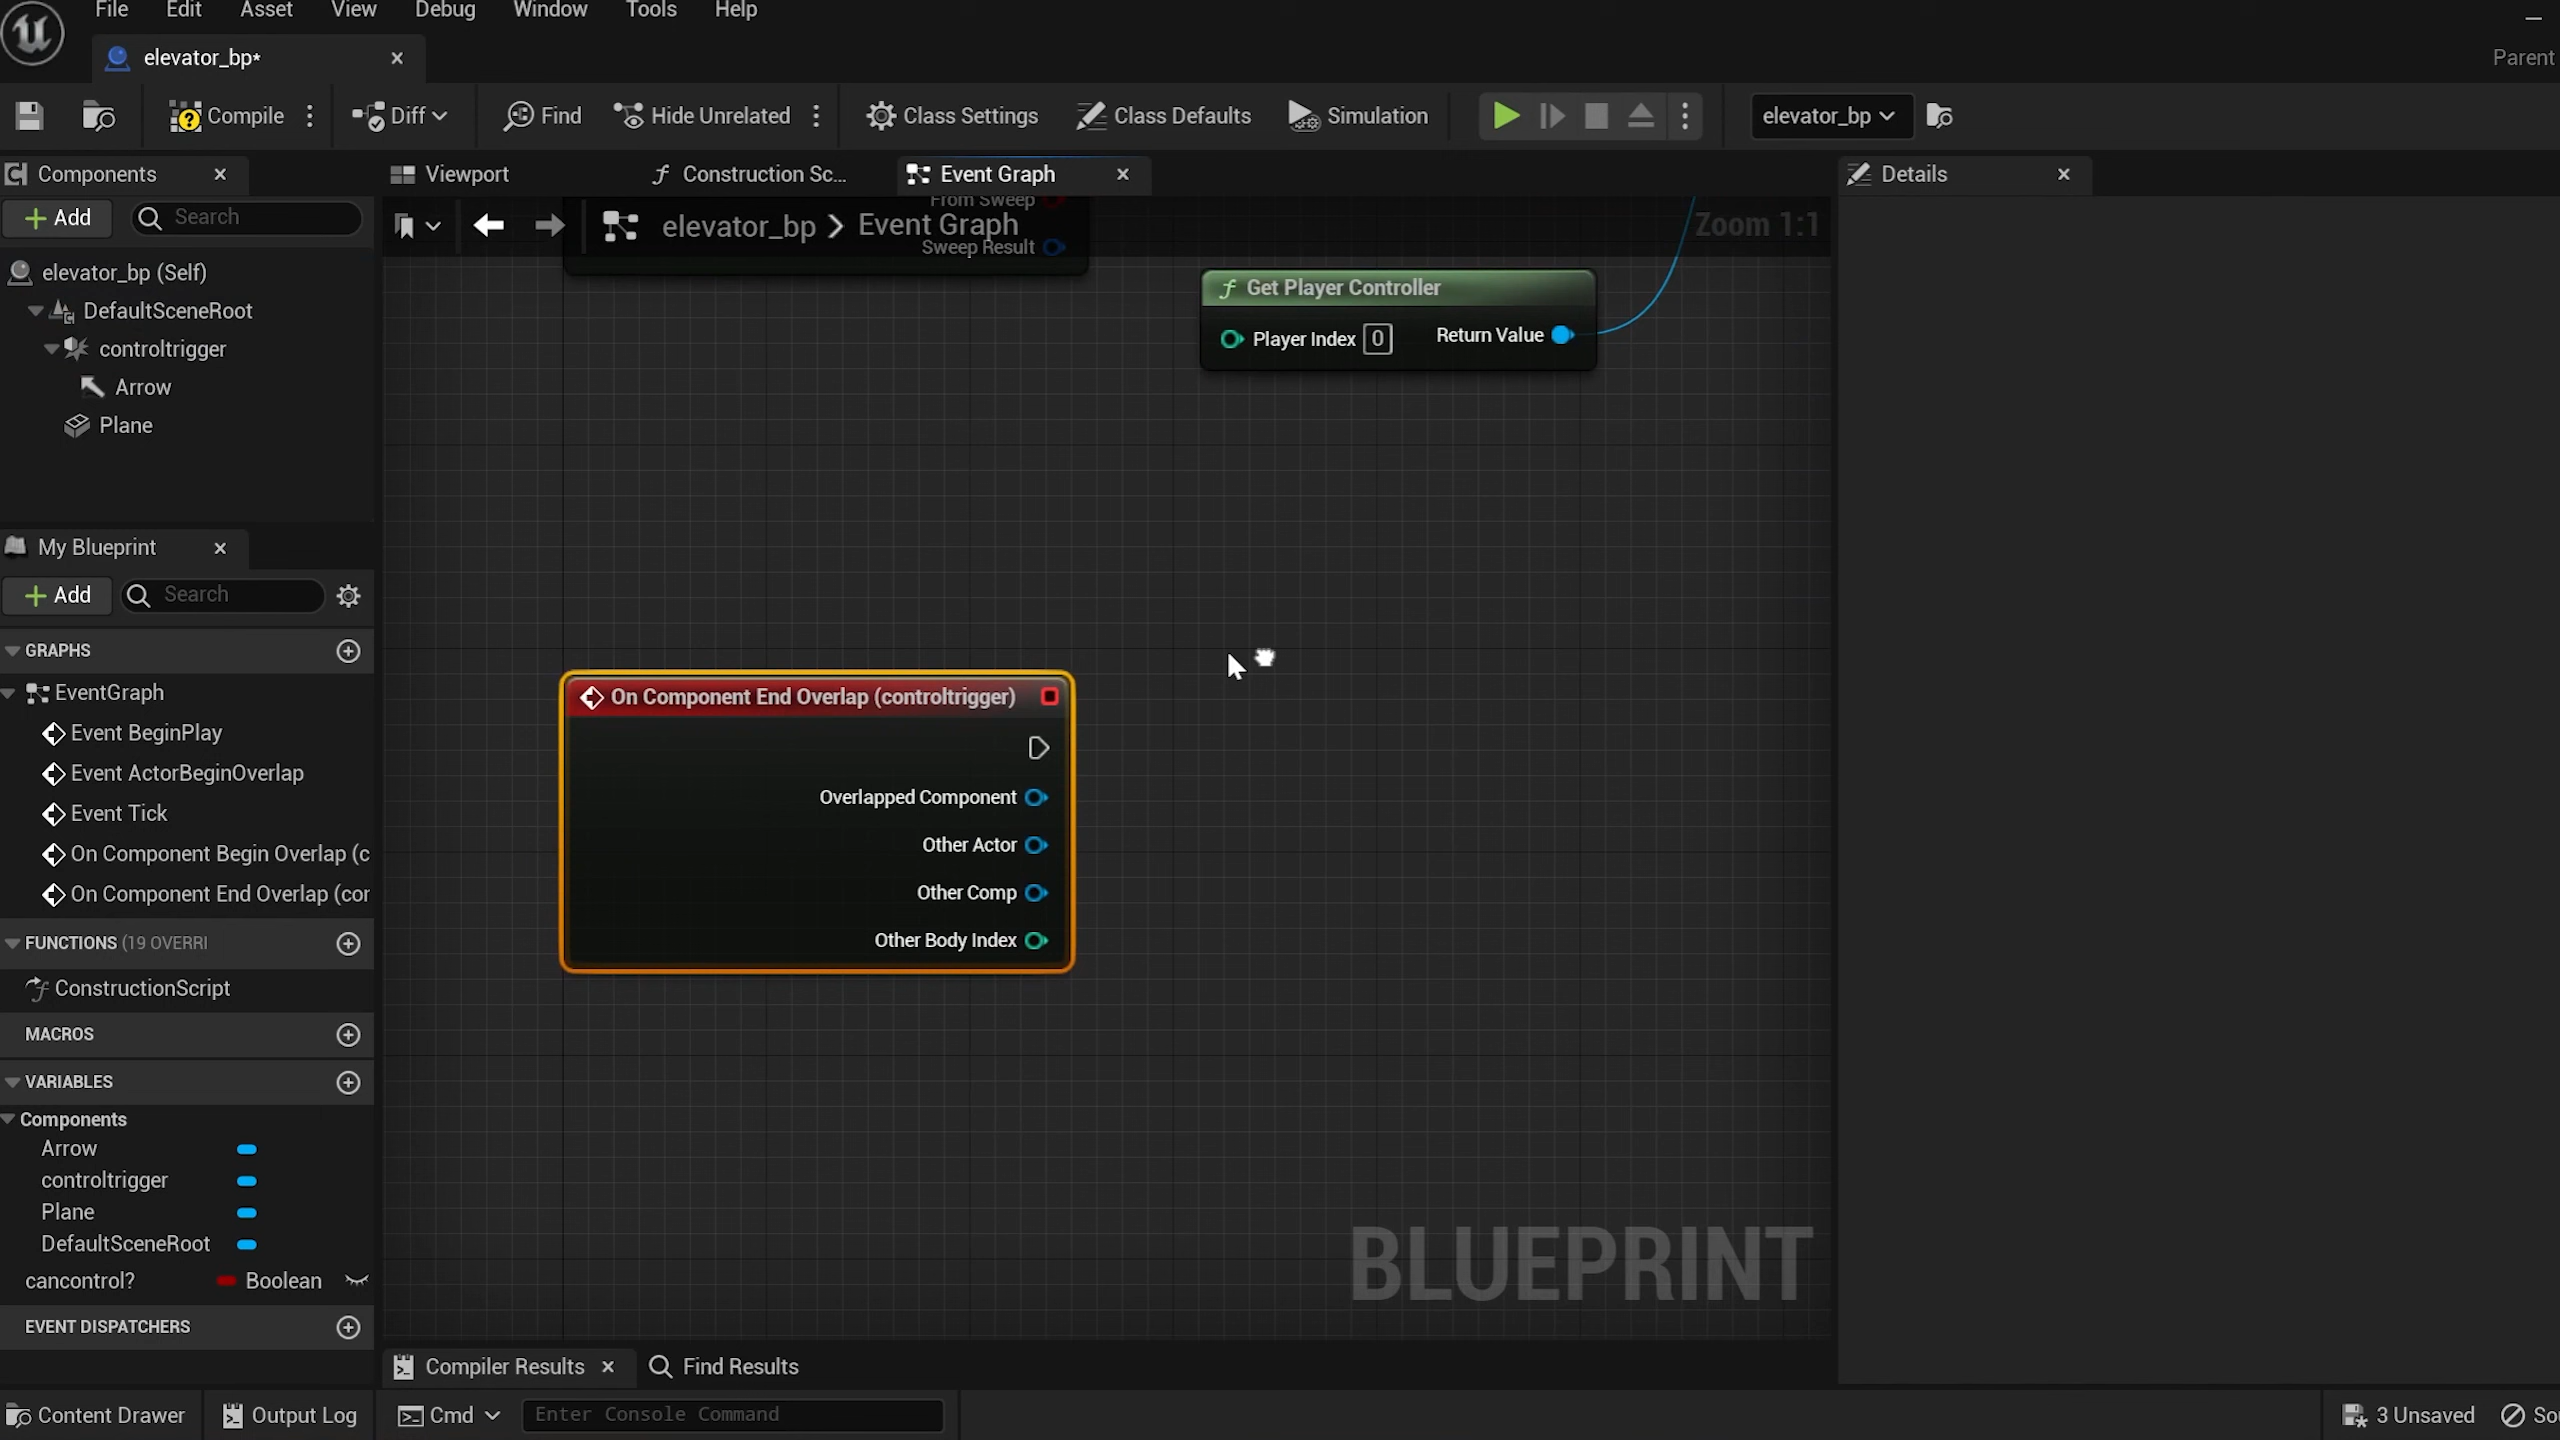 File Edit Asset View Debug Window Tools Help
elevator_bp*
Parent
Compile
Diff
Find
Hide Unrelated
Class Settings
Class Defaults
Simulation
elevator_bp
Components
Viewport
Construction Sc...
Event Graph
Details
Add
Search
From Sweep
elevator_bp > Event Graph
Zoom 1:1
Sweep Result
elevator_bp (Self)
DefaultSceneRoot
controltrigger
Arrow
Plane
Get Player Controller
Player Index 0
Return Value
My Blueprint
Add
Search
GRAPHS
EventGraph
Event BeginPlay
Event ActorBeginOverlap
Event Tick
On Component Begin Overlap (c
On Component End Overlap (cor
FUNCTIONS (19 OVERRI
ConstructionScript
MACROS
VARIABLES
Components
Arrow
controltrigger
Plane
DefaultSceneRoot
cancontrol?
Boolean
EVENT DISPATCHERS
On Component End Overlap (controltrigger)
Overlapped Component
Other Actor
Other Comp
Other Body Index
BLUEPRINT
Compiler Results
Find Results
Content Drawer
Output Log
Cmd
Enter Console Command
3 Unsaved
So